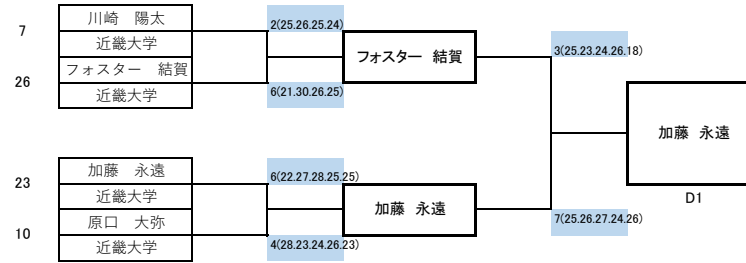 7
川崎　陽太
近畿大学
2(25.26.25.24)
フォスター　結賀
26
フォスター　結賀
近畿大学
6(21.30.26.25)
3(25.23.24.26.18)
加藤　永遠
D1
23
加藤　永遠
近畿大学
6(22.27.28.25.25)
加藤　永遠
10
原口　大弥
近畿大学
4(28.23.24.26.23)
7(25.26.27.24.26)